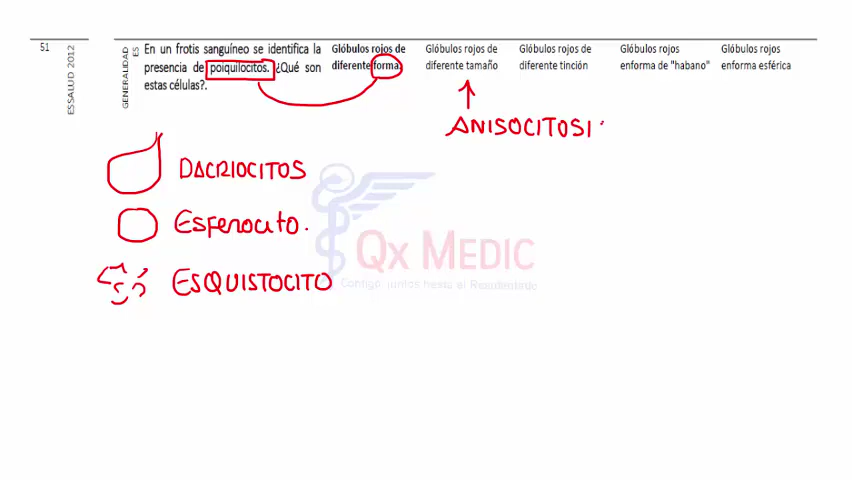 51
ESSALUD 2012
GENERALIDAD
ES
En un frotis sanguíneo se identifica la
presencia de poiquilocitos. ¿Qué son
estas células?.
Glóbulos rojos de
diferente forma.
Glóbulos rojos de
diferente tamaño
Glóbulos rojos de
diferente tinción
Glóbulos rojos
enforma de "habano"
Glóbulos rojos
enforma esférica
ANISOCITOSI
DACRIOCITOS
Esferocito.
ESQUISTOCITO
Qx MEDIC
Contigo, juntos hasta el Residentado